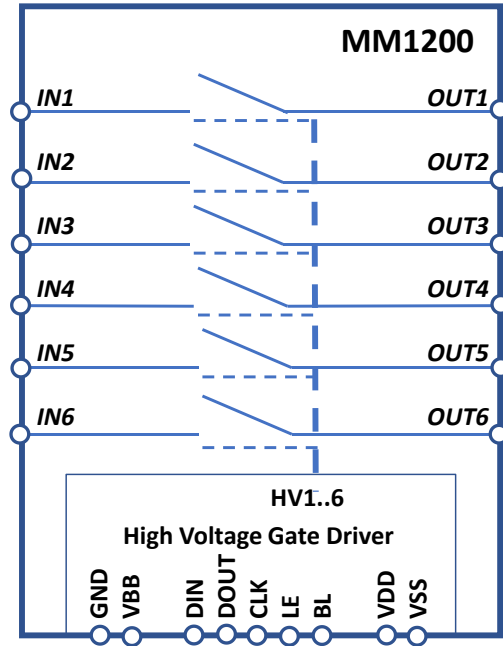 MM1200
IN1 OUT1
IN2 OUT2
IN3 OUT3
IN4 OUT4
IN5 OUT5
IN6 OUT6
HV1..6
High Voltage Gate Driver
GND VBB DIN DOUT CLK LE BL VDD VSS